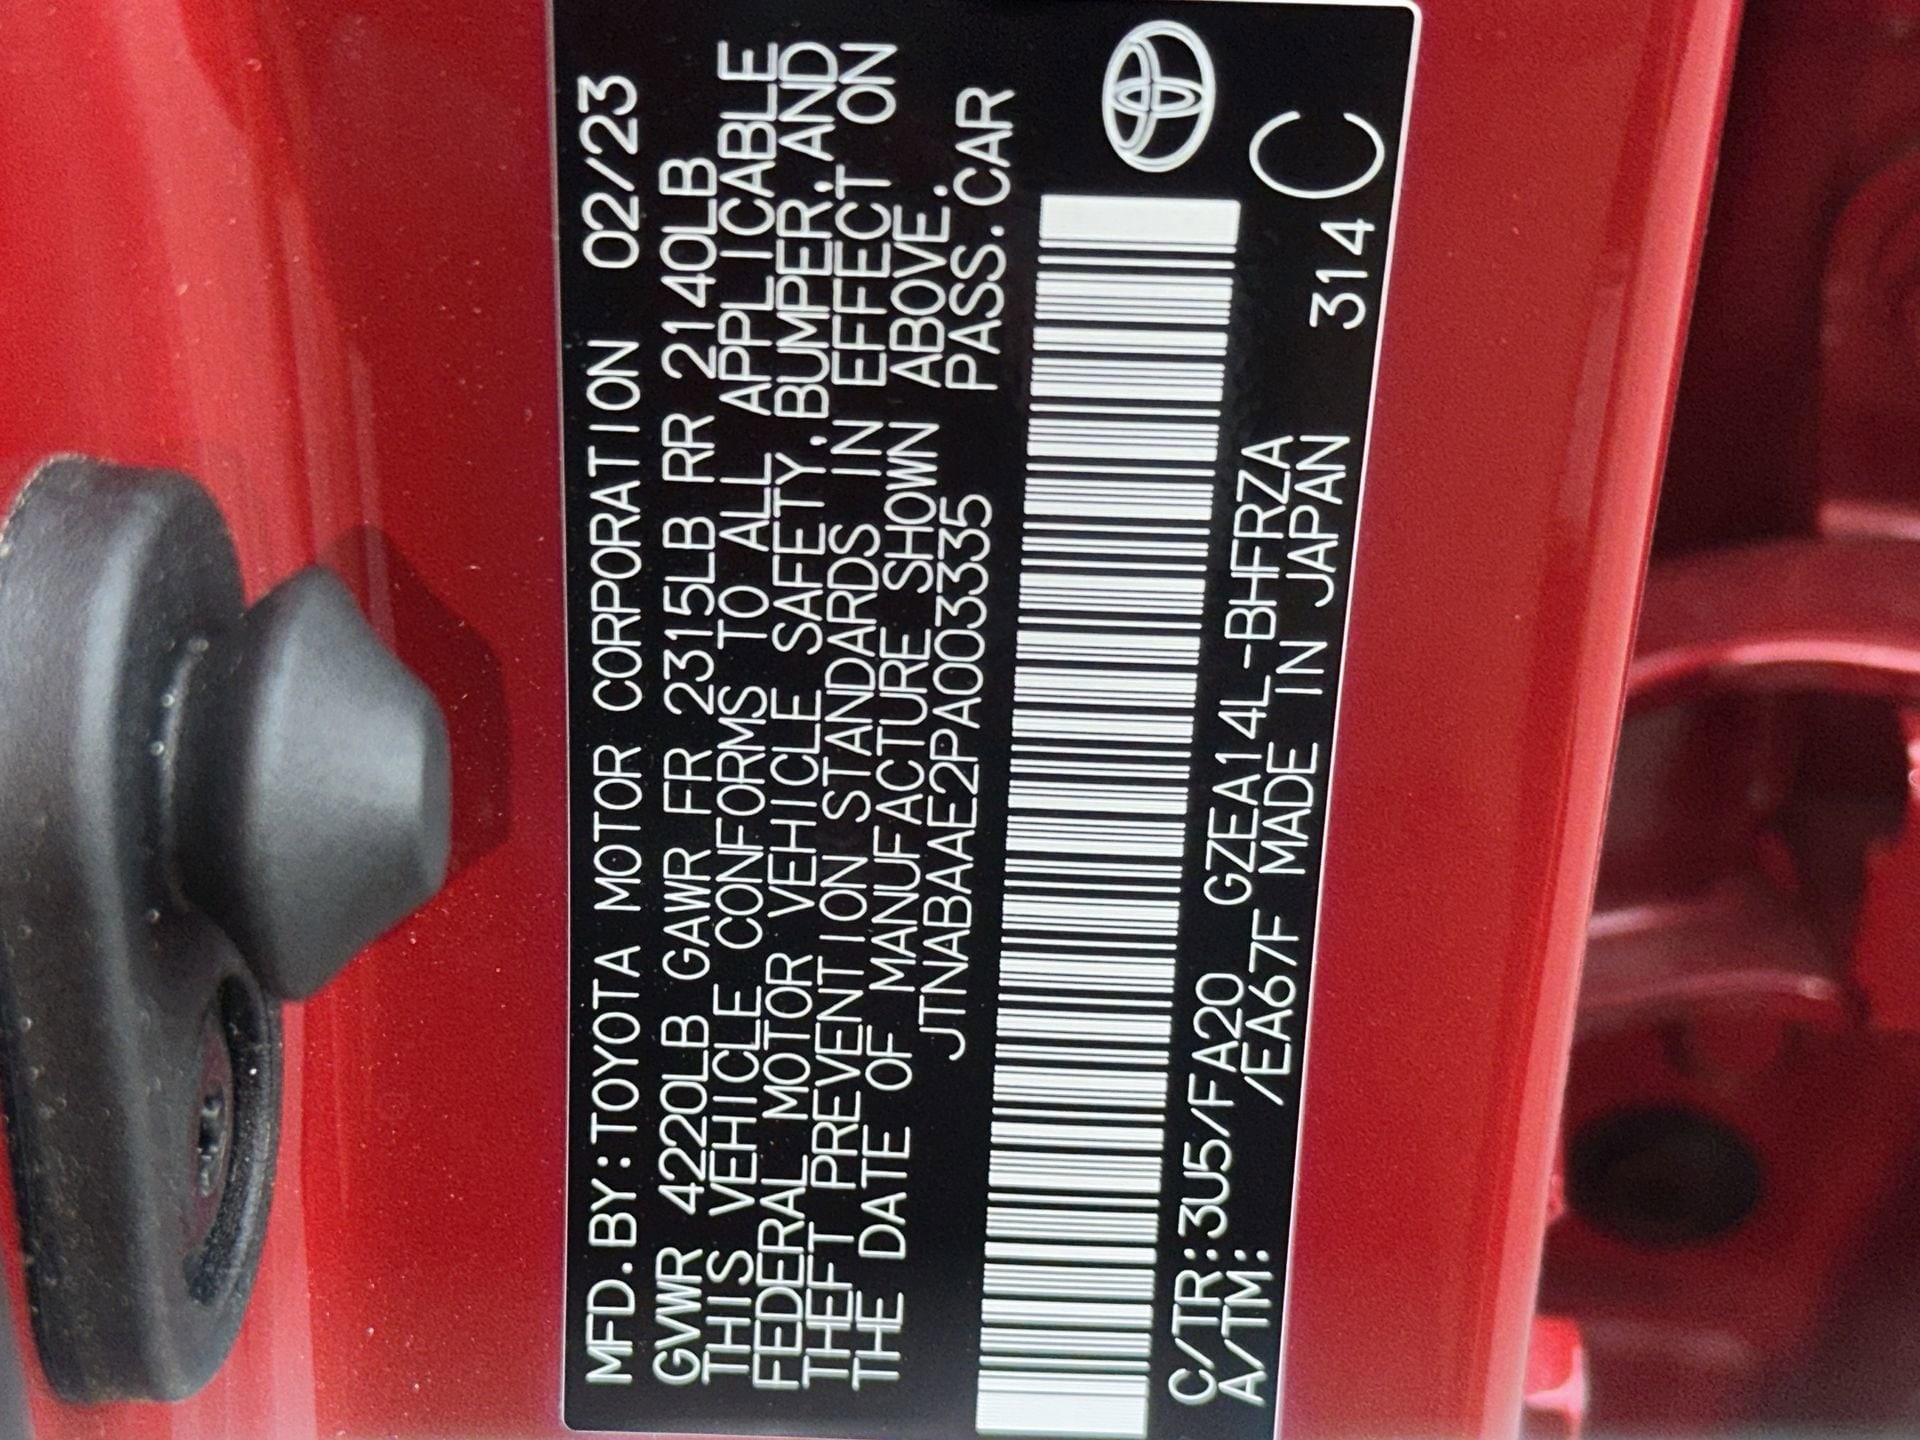 MFD.BY:TOYOTA MOTOR CORPORATION 02/23
GVWR 4220LB GAWR FR 2315LB RR 2140LB
THIS VEHICLE CONFORMS TO ALL APPLICABLE
FEDERAL MOTOR VEHICLE SAFETY,BUMPER,AND
THEFT PREVENTION STANDARDS IN EFFECT ON
THE DATE OF MANUFACTURE SHOWN ABOVE.
JTNABAAE2PA003335 PASS.CAR
C/TR:3U5/FA20 GZEA14L-BHFRZA
A/TM: /EA67F MADE IN JAPAN 314 C